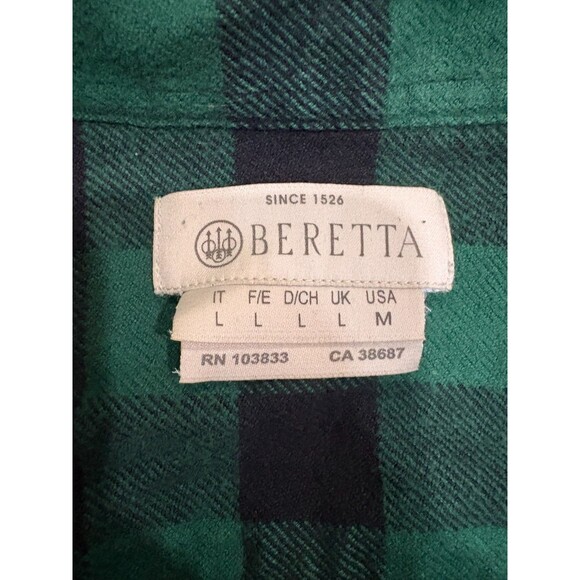 SINCE 1526
BERETTA
IT F/E D/CH UK USA
L L L L M
RN 103833 CA 38687